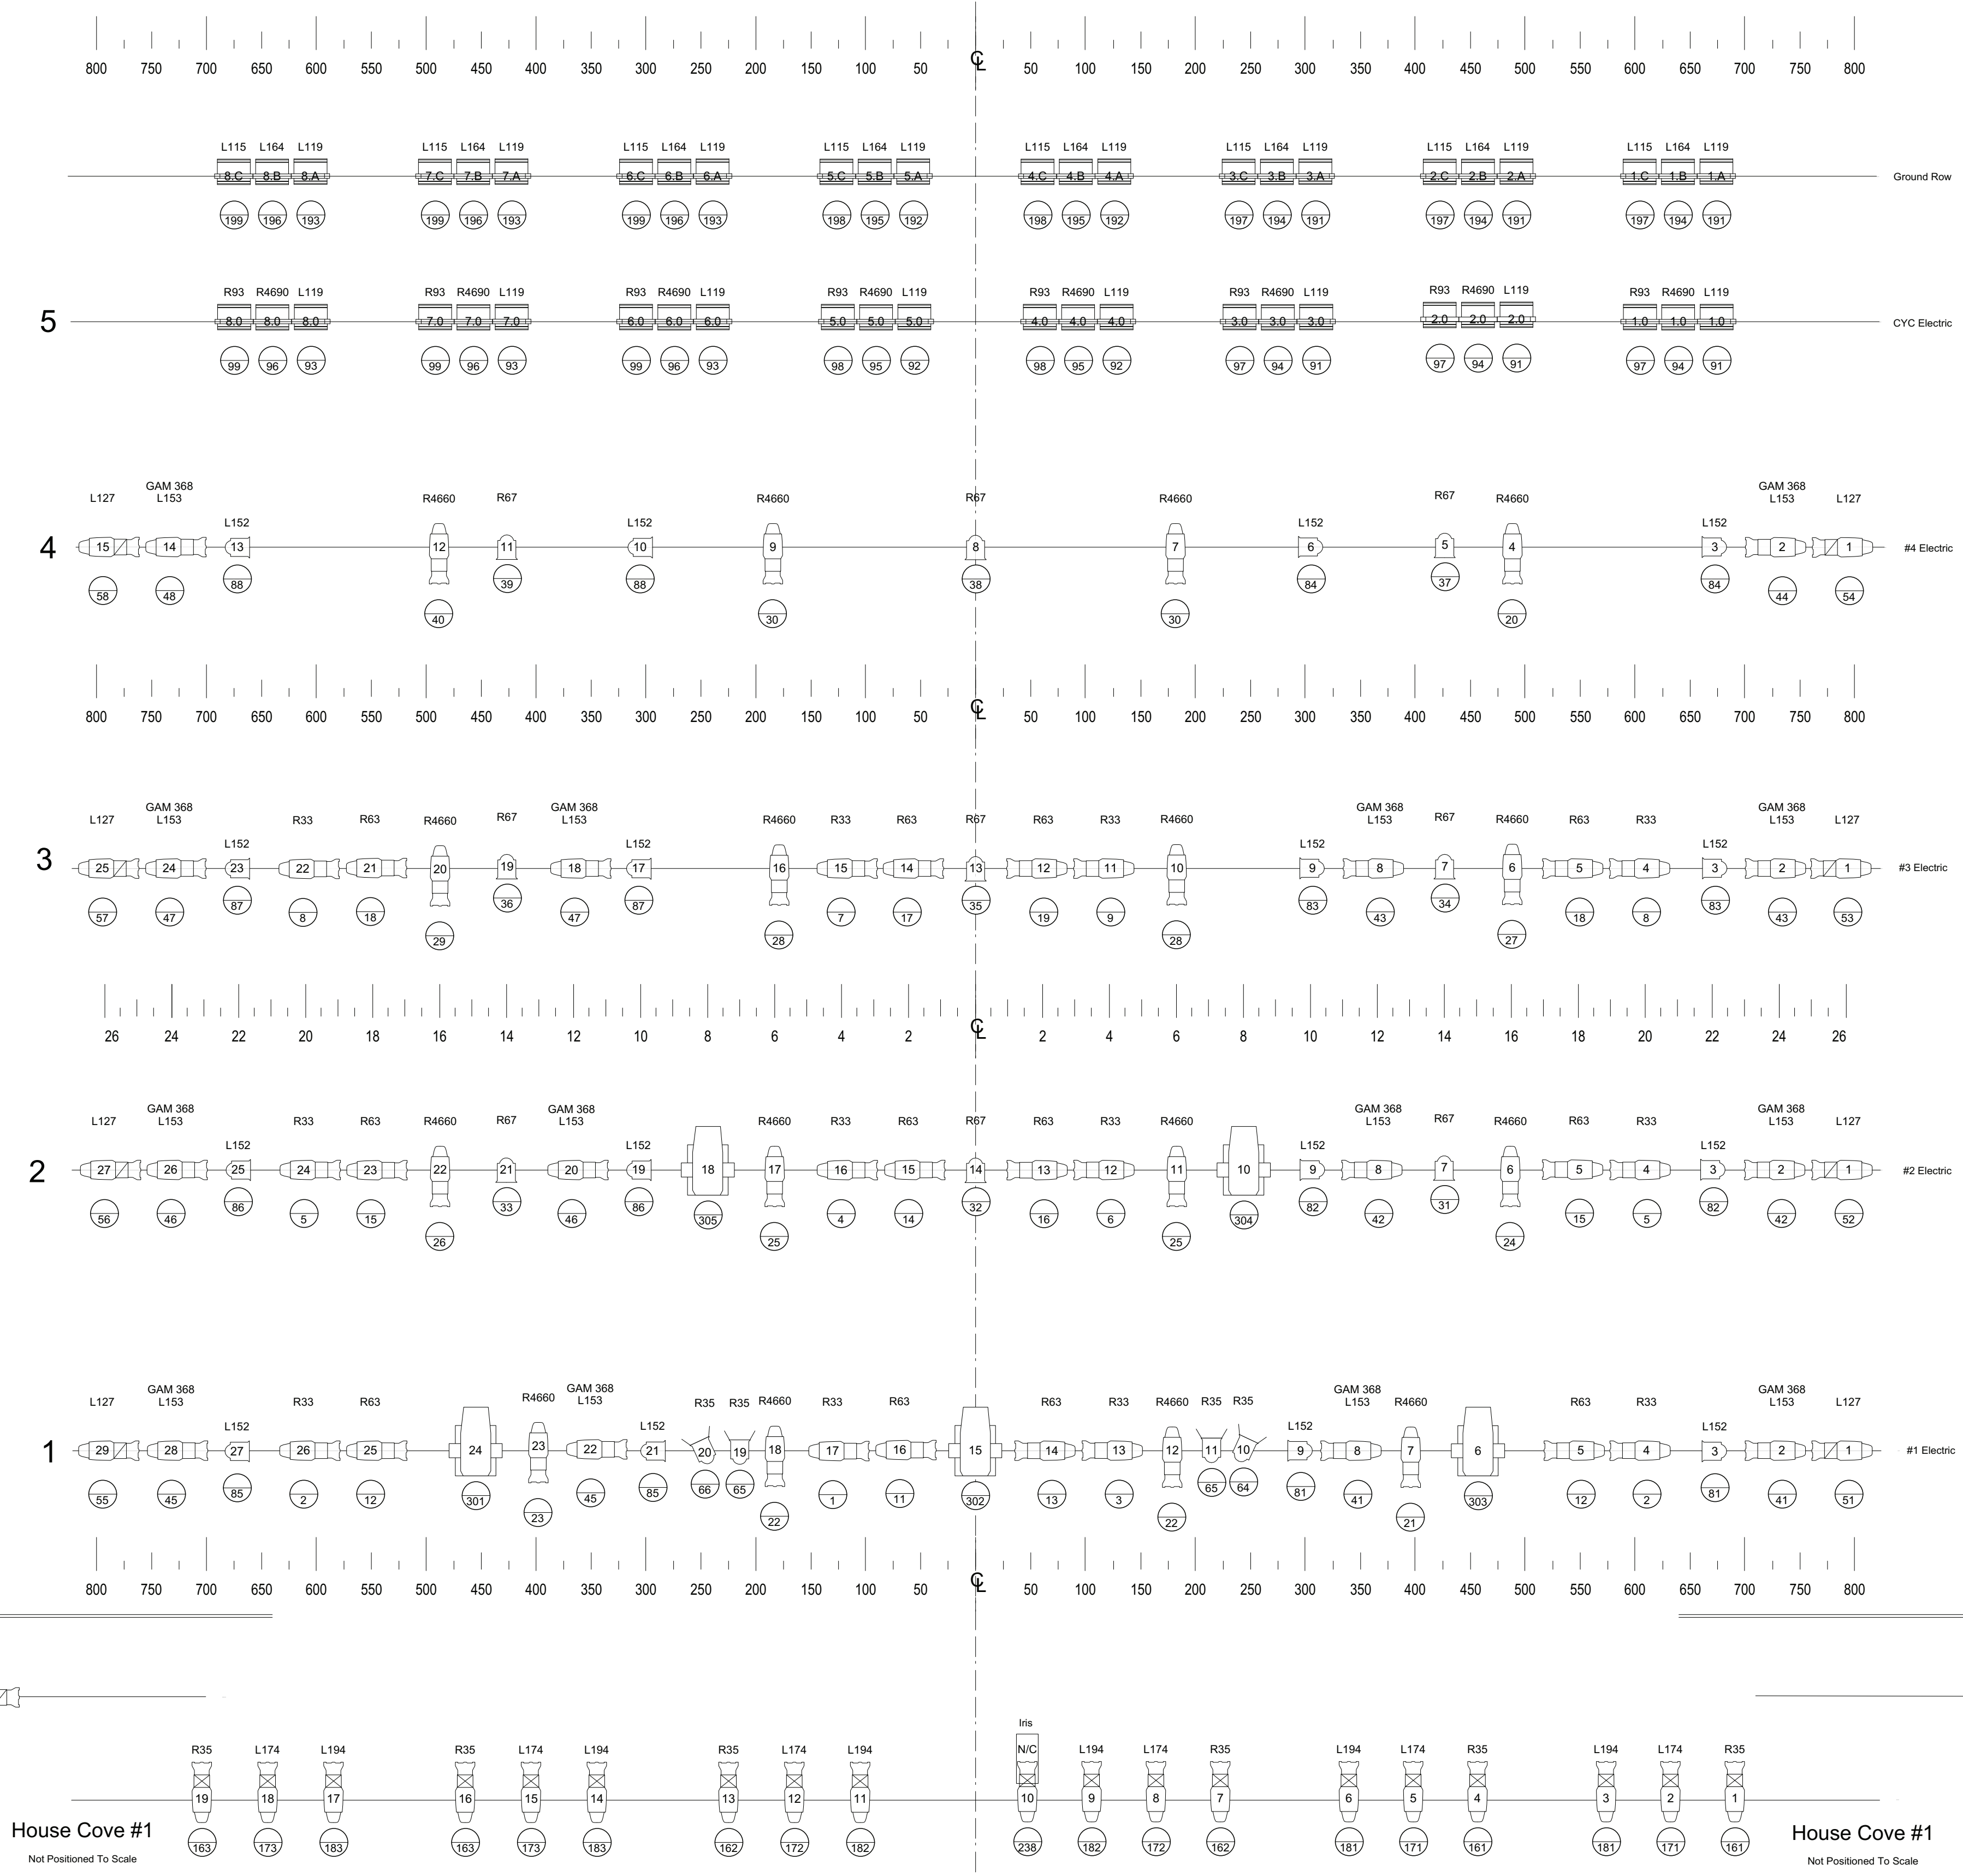 ℄
800 750 700 650 600 550 500 450 400 350 300 250 200 150 100 50 50 100 150 200 250 300 350 400 450 500 550 600 650 700 750 800
L115 L164 L119 L115 L164 L119 L115 L164 L119 L115 L164 L119 L115 L164 L119 L115 L164 L119 L115 L164 L119 L115 L164 L119
8.C 8.B 8.A 7.C 7.B 7.A 6.C 6.B 6.A 5.C 5.B 5.A 4.C 4.B 4.A 3.C 3.B 3.A 2.C 2.B 2.A 1.C 1.B 1.A Ground Row
199 196 193 199 196 193 199 196 193 198 195 192 198 195 192 197 194 191 197 194 191 197 194 191
R93 R4690 L119 R93 R4690 L119 R93 R4690 L119 R93 R4690 L119 R93 R4690 L119 R93 R4690 L119 R93 R4690 L119 R93 R4690 L119
5 8.0 8.0 8.0 7.0 7.0 7.0 6.0 6.0 6.0 5.0 5.0 5.0 4.0 4.0 4.0 3.0 3.0 3.0 2.0 2.0 2.0 1.0 1.0 1.0 CYC Electric
99 96 93 99 96 93 99 96 93 98 95 92 98 95 92 97 94 91 97 94 91 97 94 91
GAM 368 GAM 368
L127 L153 R4660 R67 R4660 R67 R4660 R67 R4660 L153 L127
L152 L152 L152 L152
4 15 14 13 12 11 10 9 8 7 6 5 4 3 2 1 #4 Electric
58 48 88 40 39 88 30 38 30 84 37 20 84 44 54
℄
800 750 700 650 600 550 500 450 400 350 300 250 200 150 100 50 50 100 150 200 250 300 350 400 450 500 550 600 650 700 750 800
GAM 368 GAM 368 GAM 368 GAM 368
L127 L153 R33 R63 R4660 R67 L153 R4660 R33 R63 R67 R63 R33 R4660 L153 R67 R4660 R63 R33 L153 L127
L152 L152 L152 L152
3 25 24 23 22 21 20 19 18 17 16 15 14 13 12 11 10 9 8 7 6 5 4 3 2 1 #3 Electric
57 47 87 8 18 29 36 47 87 28 7 17 35 19 9 28 83 43 34 27 18 8 83 43 53
℄
26 24 22 20 18 16 14 12 10 8 6 4 2 2 4 6 8 10 12 14 16 18 20 22 24 26
GAM 368 GAM 368 GAM 368 GAM 368
L127 L153 R33 R63 R4660 R67 L153 R4660 R33 R63 R67 R63 R33 R4660 L153 R67 R4660 R63 R33 L153 L127
L152 L152 L152 L152
2 27 26 25 24 23 22 21 20 19 18 17 16 15 14 13 12 11 10 9 8 7 6 5 4 3 2 1 #2 Electric
56 46 86 5 15 26 33 46 86 305 25 4 14 32 16 6 25 304 82 42 31 24 15 5 82 42 52
GAM 368 GAM 368 GAM 368 GAM 368
L127 L153 R33 R63 R4660 L153 R35 R35 R4660 R33 R63 R63 R33 R4660 R35 R35 L153 R4660 R63 R33 L153 L127
L152 L152 L152 L152
1 29 28 27 26 25 24 23 22 21 20 19 18 17 16 15 14 13 12 11 10 9 8 7 6 5 4 3 2 1 #1 Electric
55 45 85 2 12 301 23 45 85 66 65 22 1 11 302 13 3 22 65 64 81 41 21 303 12 2 81 41 51
℄
800 750 700 650 600 550 500 450 400 350 300 250 200 150 100 50 50 100 150 200 250 300 350 400 450 500 550 600 650 700 750 800
Iris
R35 L174 L194 R35 L174 L194 R35 L174 L194 N/C L194 L174 R35 L194 L174 R35 L194 L174 R35
19 18 17 16 15 14 13 12 11 10 9 8 7 6 5 4 3 2 1
163 173 183 163 173 183 162 172 182 238 182 172 162 181 171 161 181 171 161
House Cove #1 House Cove #1
Not Positioned To Scale Not Positioned To Scale